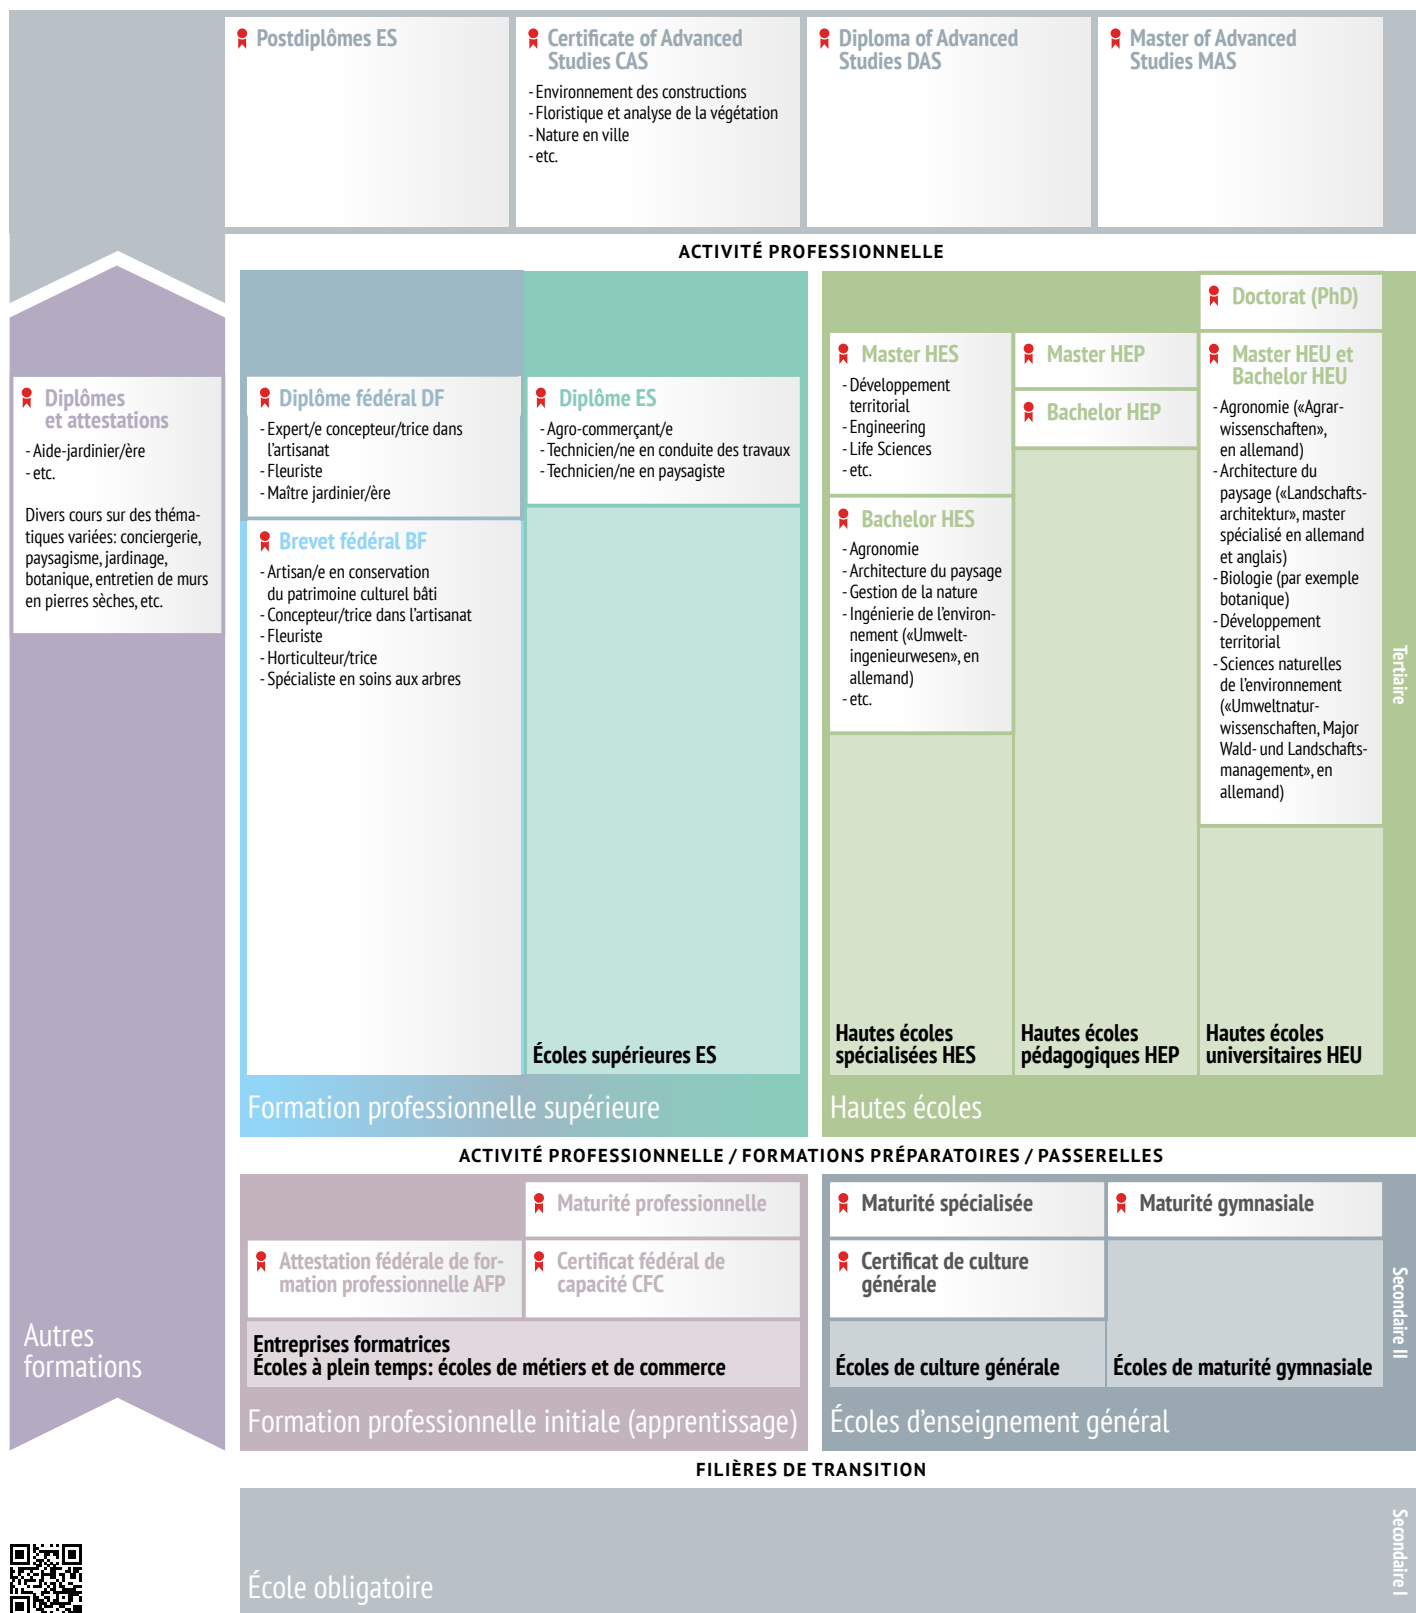 Postdiplômes ES
Certificate of Advanced
Studies CAS
- Environnement des constructions
- Floristique et analyse de la végétation
- Nature en ville
- etc.
Diploma of Advanced
Studies DAS
Master of Advanced
Studies MAS
ACTIVITÉ PROFESSIONNELLE
Diplômes
et attestations
- Aide-jardinier/ère
- etc.
Divers cours sur des théma-
tiques variées: conciergerie,
paysagisme, jardinage,
botanique, entretien de murs
en pierres sèches, etc.
Autres
formations
Diplôme fédéral DF
- Expert/e concepteur/trice dans
l'artisanat
- Fleuriste
- Maître jardinier/ère
Brevet fédéral BF
- Artisan/e en conservation
du patrimoine culturel bâti
- Concepteur/trice dans l'artisanat
- Fleuriste
- Horticulteur/trice
- Spécialiste en soins aux arbres
Diplôme ES
- Agro-commerçant/e
- Technicien/ne en conduite des travaux
- Technicien/ne en paysagiste
Écoles supérieures ES
Formation professionnelle supérieure
Master HES
- Développement
territorial
- Engineering
- Life Sciences
- etc.
Bachelor HES
- Agronomie
- Architecture du paysage
- Gestion de la nature
- Ingénierie de l'environ-
nement («Umwelt-
ingenieurwesen», en
allemand)
- etc.
Hautes écoles
spécialisées HES
Master HEP
Bachelor HEP
Hautes écoles
pédagogiques HEP
Doctorat (PhD)
Master HEU et
Bachelor HEU
- Agronomie («Agrar-
wissenschaften»,
en allemand)
- Architecture du
paysage («Landschafts-
architektur», master
spécialisé en allemand
et anglais)
- Biologie (par exemple
botanique)
- Développement
territorial
- Sciences naturelles
de l'environnement
(«Umweltnatur-
wissenschaften, Major
Wald- und Landschafts-
management», en
allemand)
Hautes écoles
universitaires HEU
Hautes écoles
Tertiaire
ACTIVITÉ PROFESSIONNELLE / FORMATIONS PRÉPARATOIRES / PASSERELLES
Maturité professionnelle
Attestation fédérale de for-
mation professionnelle AFP
Certificat fédéral de
capacité CFC
Entreprises formatrices
Écoles à plein temps: écoles de métiers et de commerce
Formation professionnelle initiale (apprentissage)
Maturité spécialisée
Certificat de culture
générale
Écoles de culture générale
Maturité gymnasiale
Écoles de maturité gymnasiale
Écoles d'enseignement général
Secondaire II
FILIÈRES DE TRANSITION
École obligatoire
Secondaire I